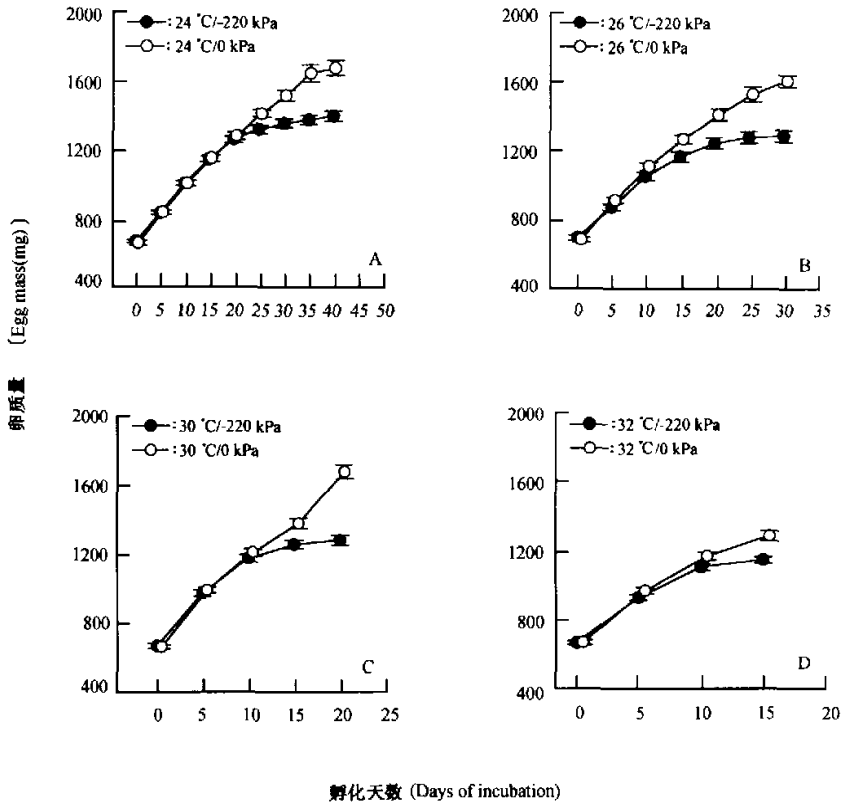 2000
1600
1200
800
400
●:24 ℃/-220 kPa
○:24 ℃/0 kPa
A
0 5 10 15 20 25 30 35 40 45 50
2000
1600
1200
800
400
●:26 ℃/-220 kPa
○:26 ℃/0 kPa
B
0 5 10 15 20 25 30 35
卵质量 〔Egg mass(mg)〕
2000
1600
1200
800
400
●:30 ℃/-220 kPa
○:30 ℃/0 kPa
C
0 5 10 15 20 25
2000
1600
1200
800
400
●:32 ℃/-220 kPa
○:32 ℃/0 kPa
D
0 5 10 15 20
孵化天数 (Days of incubation)